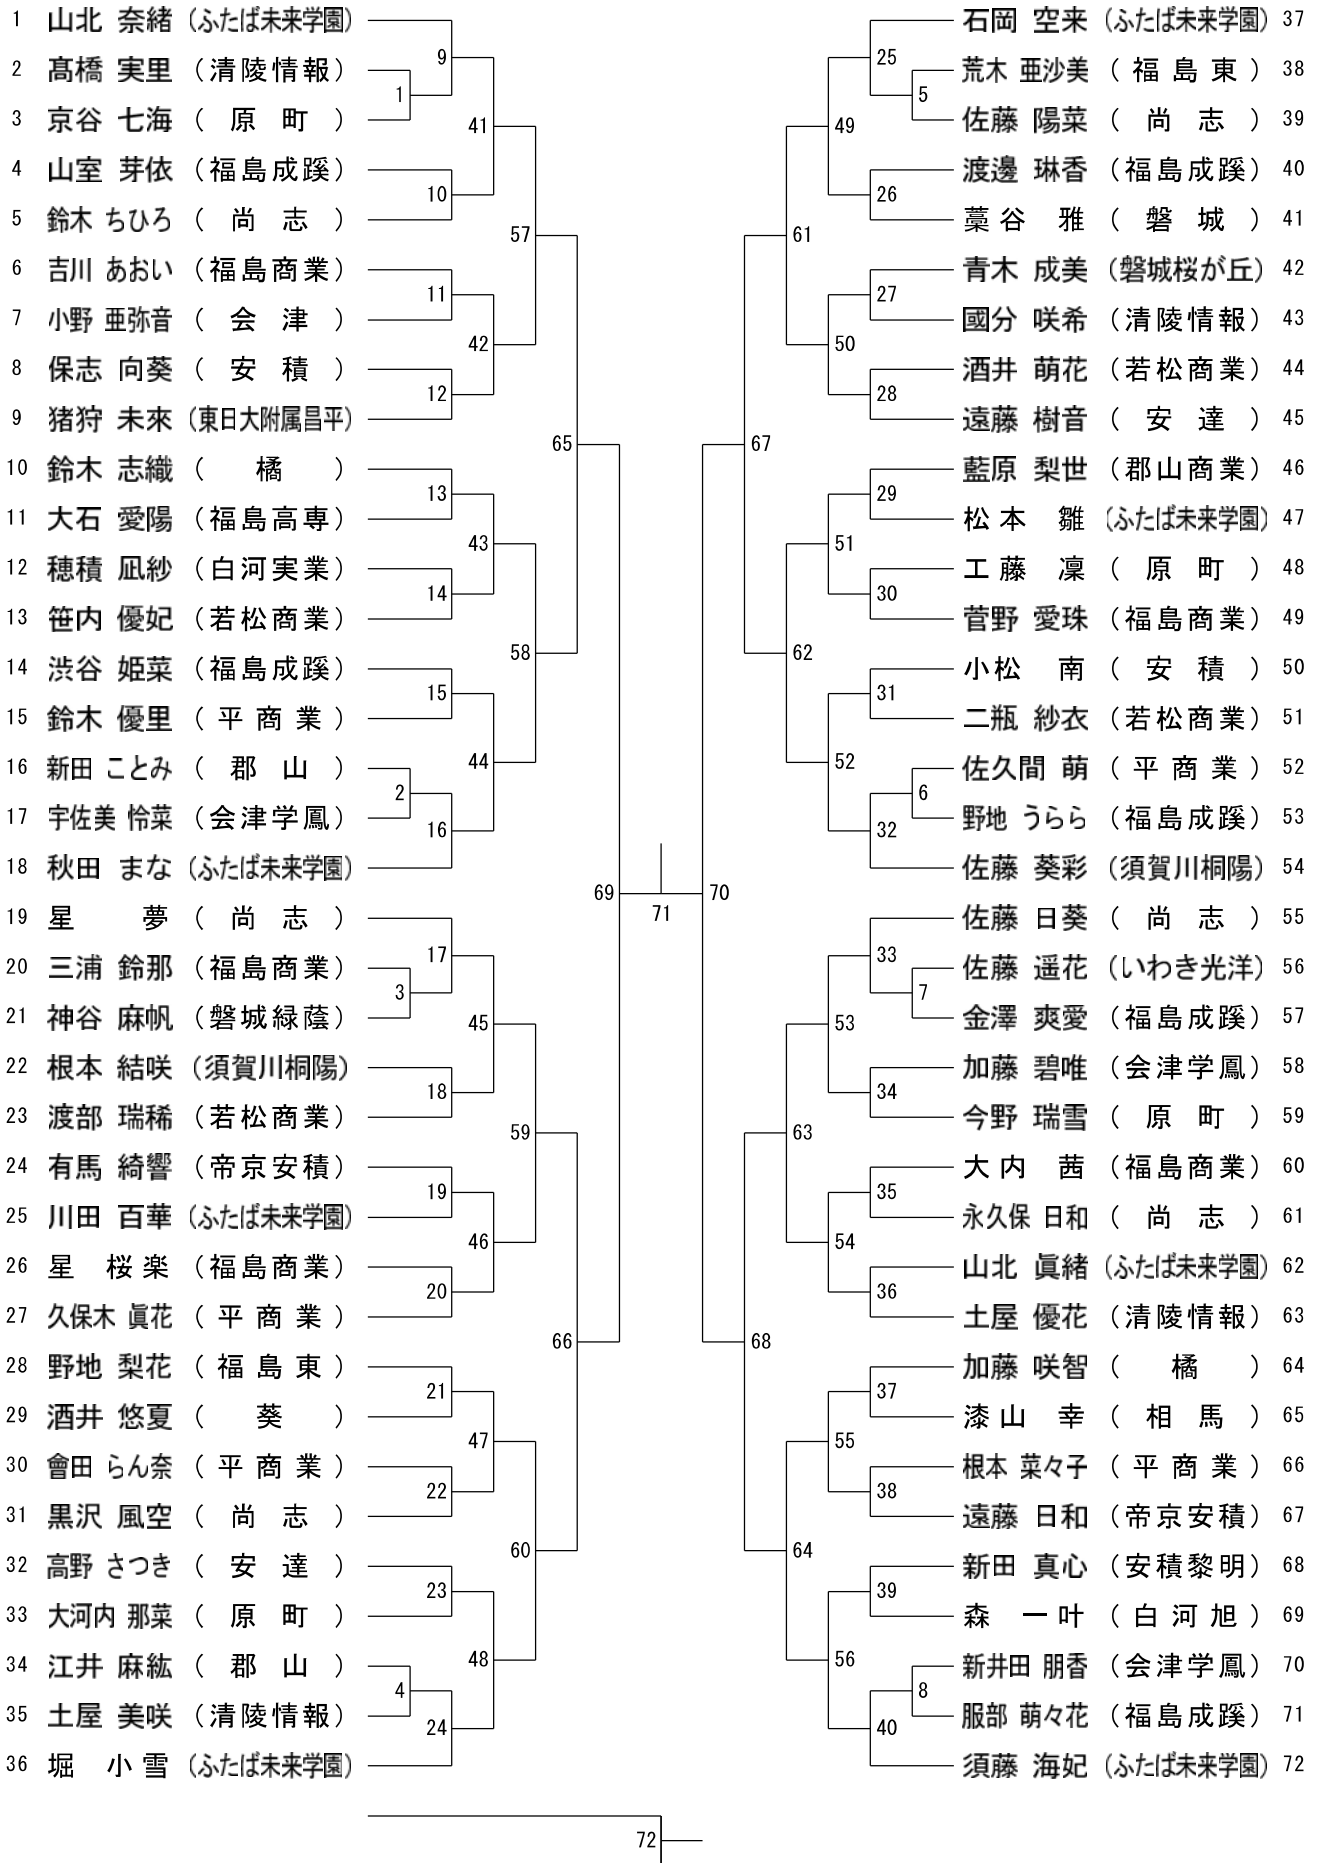 1 山北 奈緒 (ふたば未来学園)
2 髙橋 実里 (清陵情報)
3 京谷 七海 (原町)
4 山室 芽依 (福島成蹊)
5 鈴木 ちひろ (尚志)
6 吉川 あおい (福島商業)
7 小野 亜弥音 (会津)
8 保志 向葵 (安積)
9 猪狩 未來 (東日大附属昌平)
10 鈴木 志織 (橘)
11 大石 愛陽 (福島高専)
12 穂積 凪紗 (白河実業)
13 笹内 優妃 (若松商業)
14 渋谷 姫菜 (福島成蹊)
15 鈴木 優里 (平商業)
16 新田 ことみ (郡山)
17 宇佐美 怜菜 (会津学鳳)
18 秋田 まな (ふたば未来学園)
19 星 夢 (尚志)
20 三浦 鈴那 (福島商業)
21 神谷 麻帆 (磐城緑蔭)
22 根本 結咲 (須賀川桐陽)
23 渡部 瑞稀 (若松商業)
24 有馬 綺響 (帝京安積)
25 川田 百華 (ふたば未来学園)
26 星 桜楽 (福島商業)
27 久保木 眞花 (平商業)
28 野地 梨花 (福島東)
29 酒井 悠夏 (葵)
30 會田 らん奈 (平商業)
31 黒沢 風空 (尚志)
32 高野 さつき (安達)
33 大河内 那菜 (原町)
34 江井 麻紘 (郡山)
35 土屋 美咲 (清陵情報)
36 堀 小雪 (ふたば未来学園)
1
2
3
4
9
10
11
12
13
14
15
16
17
18
19
20
21
22
23
24
41
42
43
44
45
46
47
48
57
58
59
60
65
66
69
71
70
67
68
61
62
63
64
49
50
51
52
53
54
55
56
25
26
27
28
29
30
31
32
33
34
35
36
37
38
39
40
5
6
7
8
石岡 空来 (ふたば未来学園) 37
荒木 亜沙美 (福島東) 38
佐藤 陽菜 (尚志) 39
渡邊 琳香 (福島成蹊) 40
藁谷 雅 (磐城) 41
青木 成美 (磐城桜が丘) 42
國分 咲希 (清陵情報) 43
酒井 萌花 (若松商業) 44
遠藤 樹音 (安達) 45
藍原 梨世 (郡山商業) 46
松本 雛 (ふたば未来学園) 47
工藤 凜 (原町) 48
菅野 愛珠 (福島商業) 49
小松 南 (安積) 50
二瓶 紗衣 (若松商業) 51
佐久間 萌 (平商業) 52
野地 うらら (福島成蹊) 53
佐藤 葵彩 (須賀川桐陽) 54
佐藤 日葵 (尚志) 55
佐藤 遥花 (いわき光洋) 56
金澤 爽愛 (福島成蹊) 57
加藤 碧唯 (会津学鳳) 58
今野 瑞雪 (原町) 59
大内 茜 (福島商業) 60
永久保 日和 (尚志) 61
山北 眞緒 (ふたば未来学園) 62
土屋 優花 (清陵情報) 63
加藤 咲智 (橘) 64
漆山 幸 (相馬) 65
根本 菜々子 (平商業) 66
遠藤 日和 (帝京安積) 67
新田 真心 (安積黎明) 68
森 一叶 (白河旭) 69
新井田 朋香 (会津学鳳) 70
服部 萌々花 (福島成蹊) 71
須藤 海妃 (ふたば未来学園) 72
72